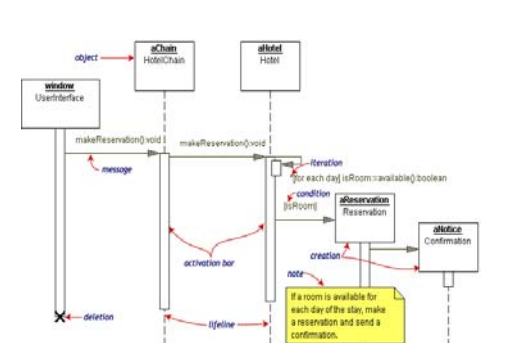 object
aChain
HotelChain
aHotel
Hotel
window
UserInterface
makeReservation():void
makeReservation():void
message
iteration
[for each day] isRoom:=available():boolean
condition
[isRoom]
aReservation
Reservation
aNotice
Confirmation
activation bar
creation
note
If a room is available for
each day of the stay, make
a reservation and send a
confirmation.
deletion
lifeline